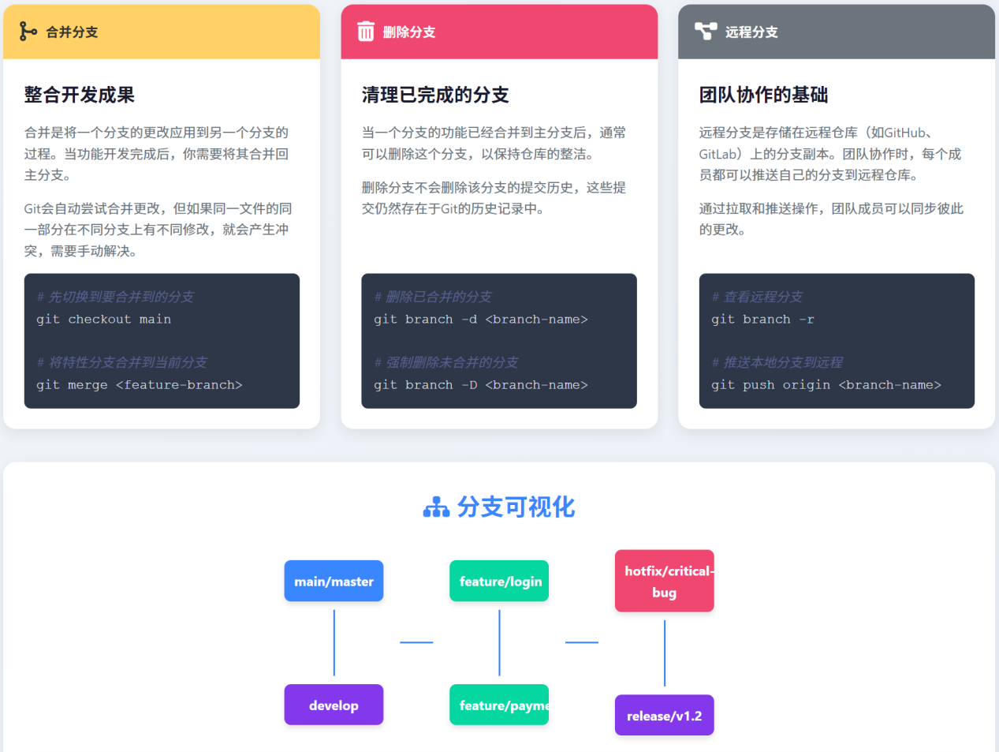 合并分支
整合开发成果
合并是将一个分支的更改应用到另一个分支的
过程。当功能开发完成后，你需要将其合并回
主分支。
Git会自动尝试合并更改，但如果同一文件的同
一部分在不同分支上有不同修改，就会产生冲
突，需要手动解决。
# 先切换到要合并到的分支
git checkout main
# 将特性分支合并到当前分支
git merge <feature-branch>
删除分支
清理已完成的分支
当一个分支的功能已经合并到主分支后，通常
可以删除这个分支，以保持仓库的整洁。
删除分支不会删除该分支的提交历史，这些提
交仍然存在于Git的历史记录中。
# 删除已合并的分支
git branch -d <branch-name>
# 强制删除未合并的分支
git branch -D <branch-name>
远程分支
团队协作的基础
远程分支是存储在远程仓库（如GitHub、
GitLab）上的分支副本。团队协作时，每个成
员都可以推送自己的分支到远程仓库。
通过拉取和推送操作，团队成员可以同步彼此
的更改。
# 查看远程分支
git branch -r
# 推送本地分支到远程
git push origin <branch-name>
分支可视化
main/master
develop
feature/login
feature/payme
hotfix/critical-
bug
release/v1.2